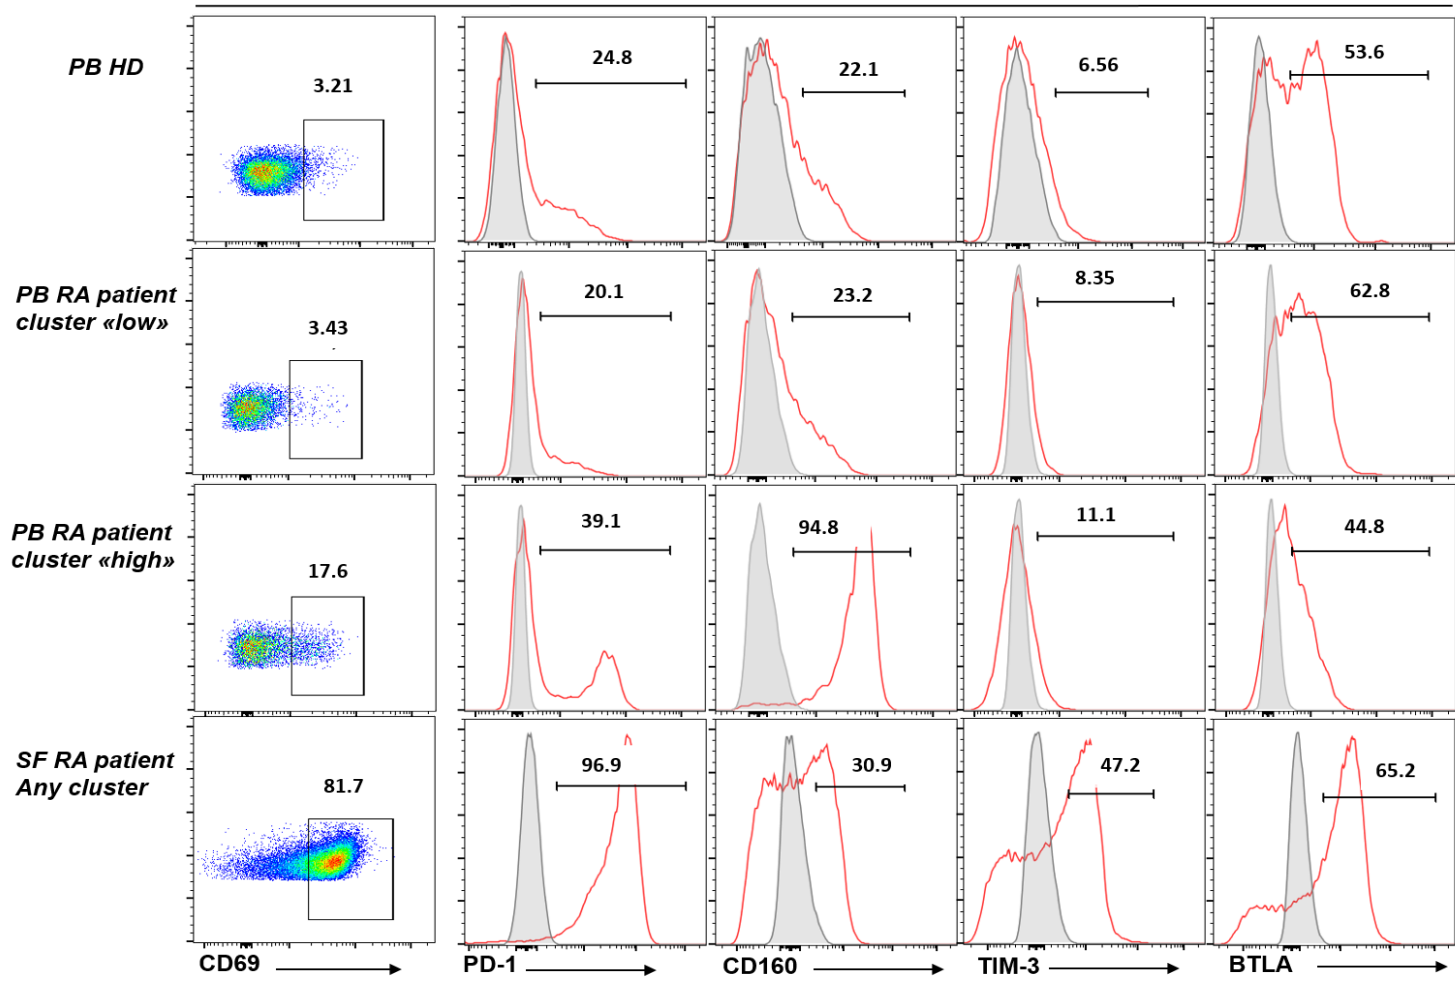 PB HD
3.21
24.8
22.1
6.56
53.6
PB RA patient
cluster «low»
3.43
20.1
23.2
8.35
62.8
PB RA patient
cluster «high»
17.6
39.1
94.8
11.1
44.8
SF RA patient
Any cluster
81.7
96.9
30.9
47.2
65.2
CD69
PD-1
CD160
TIM-3
BTLA